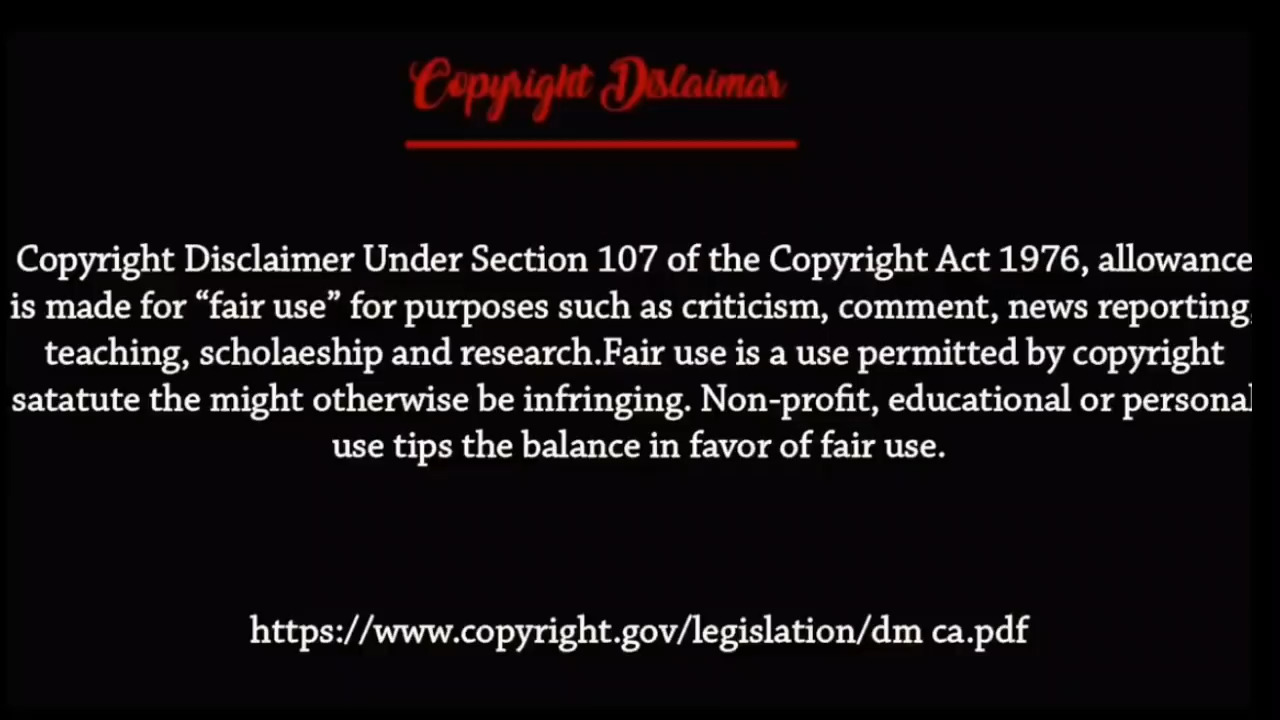 Copyright Dislaimar
Copyright Disclaimer Under Section 107 of the Copyright Act 1976, allowance
is made for “fair use” for purposes such as criticism, comment, news reporting,
teaching, scholaeship and research.Fair use is a use permitted by copyright
satatute the might otherwise be infringing. Non-profit, educational or personal
use tips the balance in favor of fair use.
https://www.copyright.gov/legislation/dm ca.pdf